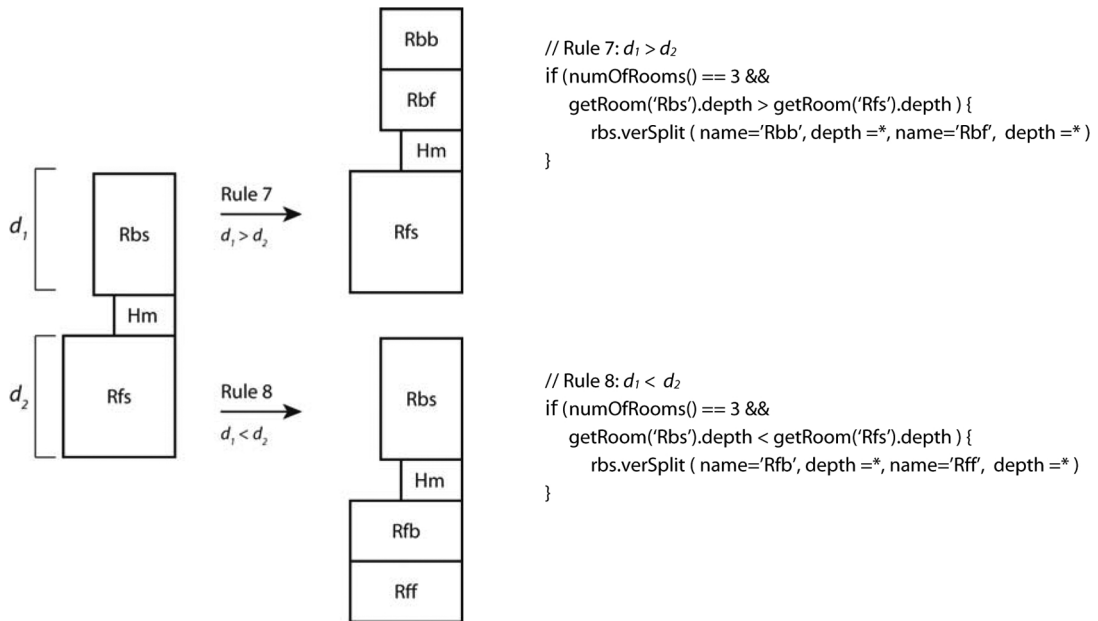 Rbb
Rbf
Hm
Rfs
// Rule 7: d₁ > d₂
if (numOfRooms() == 3 &&
getRoom(‘Rbs’).depth > getRoom(‘Rfs’).depth ) {
rbs.verSplit ( name=’Rbb’, depth =*, name=’Rbf’, depth =* )
}
d₁
Rbs
Hm
d₂
Rfs
Rule 7
d₁ > d₂
Rule 8
d₁ < d₂
Rbs
Hm
Rfb
Rff
// Rule 8: d₁ < d₂
if (numOfRooms() == 3 &&
getRoom(‘Rbs’).depth < getRoom(‘Rfs’).depth ) {
rbs.verSplit ( name=’Rfb’, depth =*, name=’Rff’, depth =* )
}